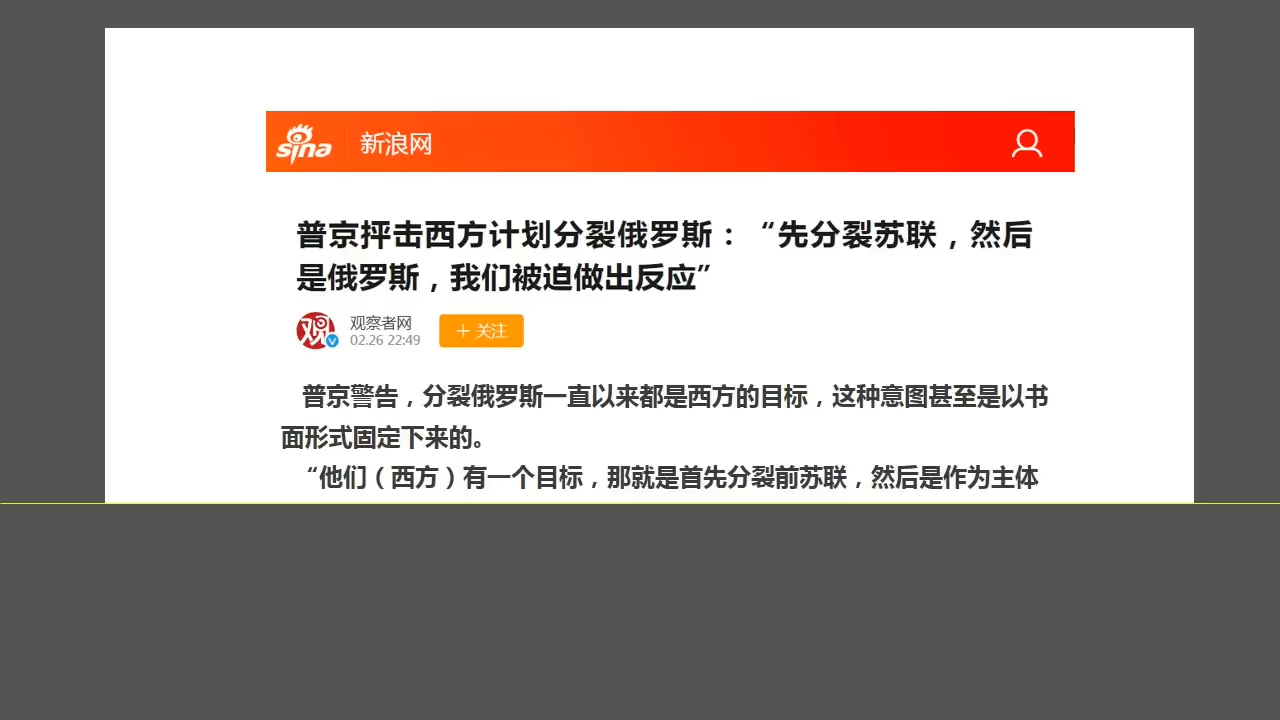 sina 新浪网
普京抨击西方计划分裂俄罗斯：“先分裂苏联，然后
是俄罗斯，我们被迫做出反应”
观 观察者网
02.26 22:49
+ 关注
普京警告，分裂俄罗斯一直以来都是西方的目标，这种意图甚至是以书
面形式固定下来的。
“他们（西方）有一个目标，那就是首先分裂前苏联，然后是作为主体